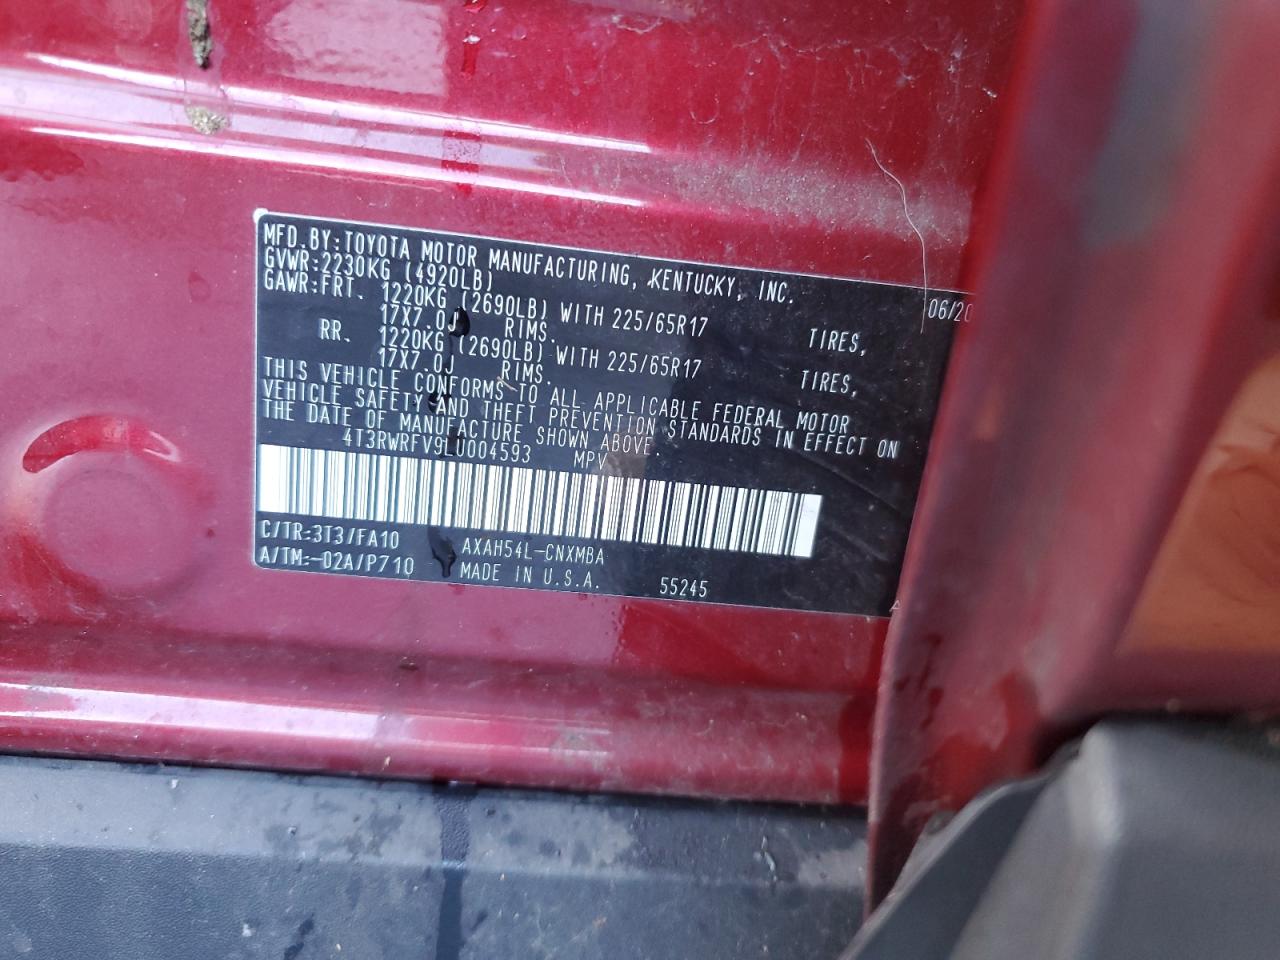 MFD.BY:TOYOTA MOTOR MANUFACTURING, KENTUCKY, INC.
GVWR:2230KG (4920LB) 06/20
GAWR:FRT. 1220KG (2690LB) WITH 225/65R17 TIRES,
17X7.0J RIMS.
RR. 1220KG (2690LB) WITH 225/65R17 TIRES,
17X7.0J RIMS.
THIS VEHICLE CONFORMS TO ALL APPLICABLE FEDERAL MOTOR
VEHICLE SAFETY AND THEFT PREVENTION STANDARDS IN EFFECT ON
THE DATE OF MANUFACTURE SHOWN ABOVE.
4T3RWRFV9LU004593 MPV
C/TR:3T3/FA10 AXAH54L-CNXMBA
A/TM:-02A/P710 MADE IN U.S.A. 55245